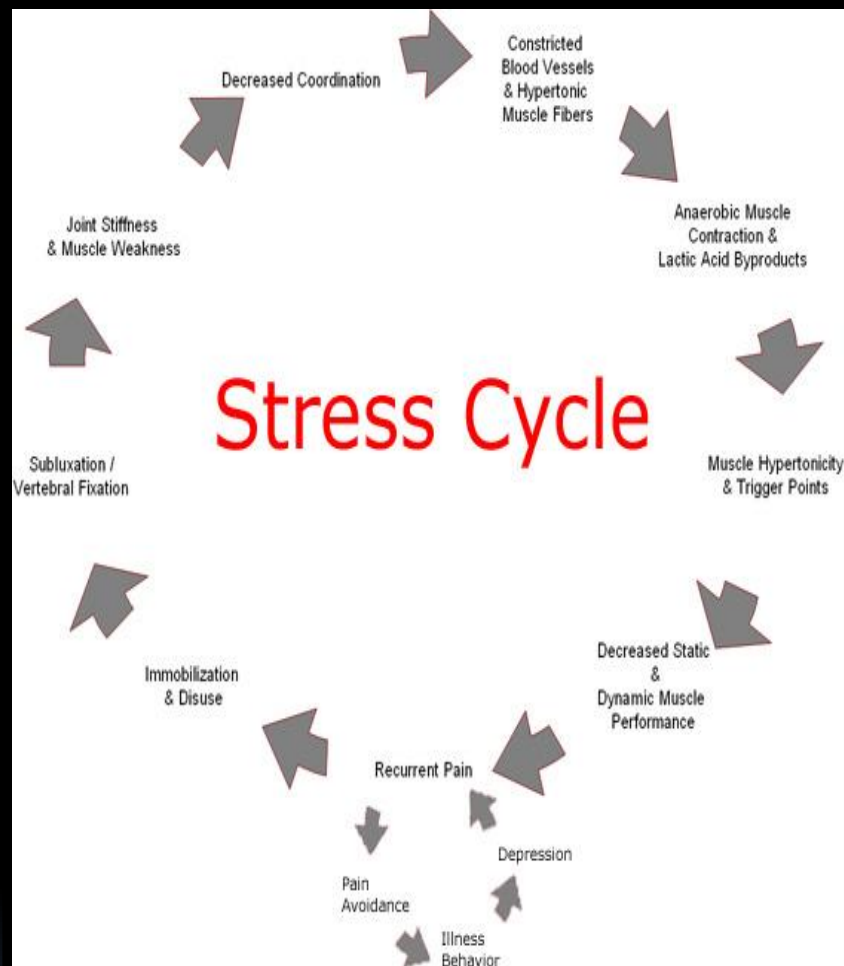 Stress Cycle
Constricted
Blood Vessels
& Hypertonic
Muscle Fibers
Anaerobic Muscle
Contraction &
Lactic Acid Byproducts
Muscle Hypertonicity
& Trigger Points
Decreased Static
&
Dynamic Muscle
Performance
Recurrent Pain
Pain
Avoidance
Illness
Behavior
Depression
Immobilization
& Disuse
Subluxation /
Vertebral Fixation
Joint Stiffness
& Muscle Weakness
Decreased Coordination